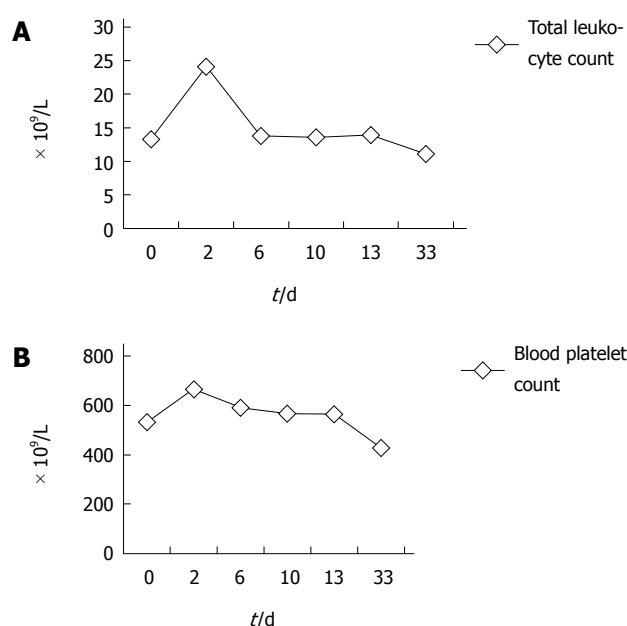 A
Total leuko-
cyte count
× 10⁹/L
30
25
20
15
10
5
0
0 2 6 10 13 33
t/d
B
Blood platelet
count
× 10⁹/L
800
600
400
200
0
0 2 6 10 13 33
t/d